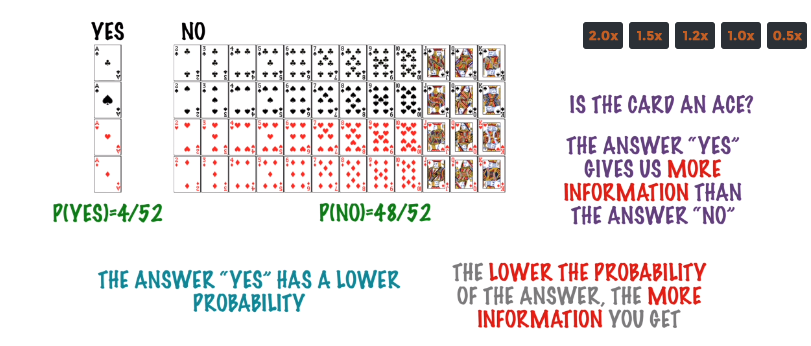 YES NO
2.0x 1.5x 1.2x 1.0x 0.5x
IS THE CARD AN ACE?
THE ANSWER "YES"
GIVES US MORE
INFORMATION THAN
THE ANSWER "NO"
P(YES)=4/52 P(NO)=48/52
THE ANSWER "YES" HAS A LOWER
PROBABILITY
THE LOWER THE PROBABILITY
OF THE ANSWER, THE MORE
INFORMATION YOU GET